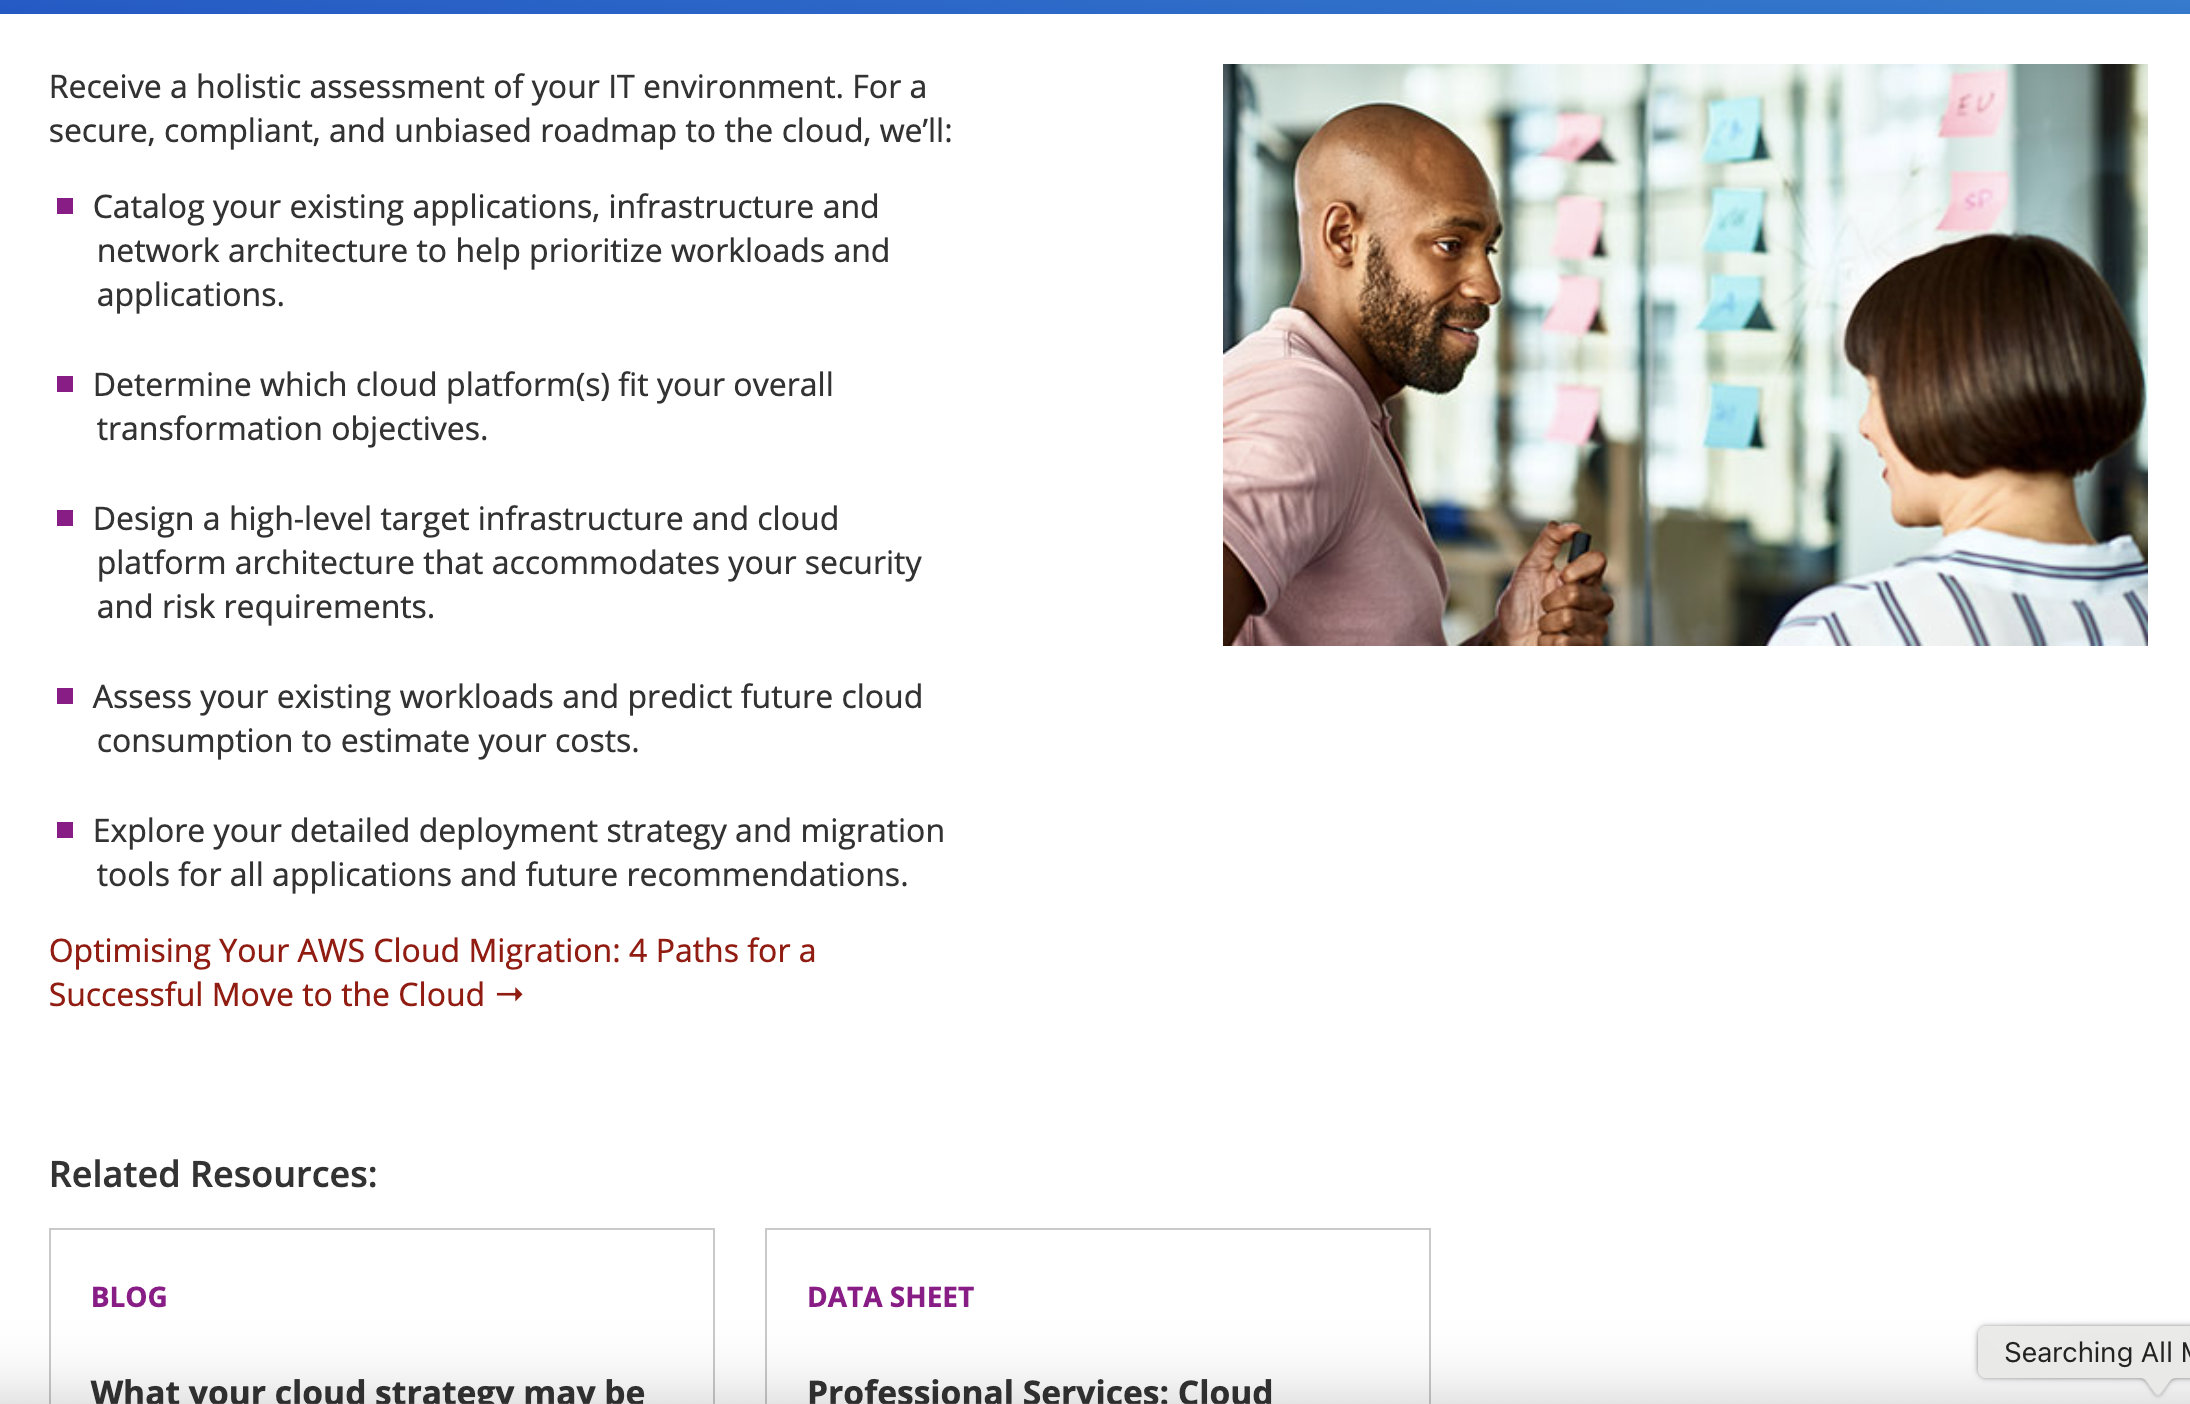 Receive a holistic assessment of your IT environment. For a
secure, compliant, and unbiased roadmap to the cloud, we’ll:
Catalog your existing applications, infrastructure and
network architecture to help prioritize workloads and
applications.
Determine which cloud platform(s) fit your overall
transformation objectives.
Design a high-level target infrastructure and cloud
platform architecture that accommodates your security
and risk requirements.
Assess your existing workloads and predict future cloud
consumption to estimate your costs.
Explore your detailed deployment strategy and migration
tools for all applications and future recommendations.
Optimising Your AWS Cloud Migration: 4 Paths for a
Successful Move to the Cloud →
EU
SP
Related Resources:
BLOG
What your cloud strategy may be
DATA SHEET
Professional Services: Cloud
Searching All